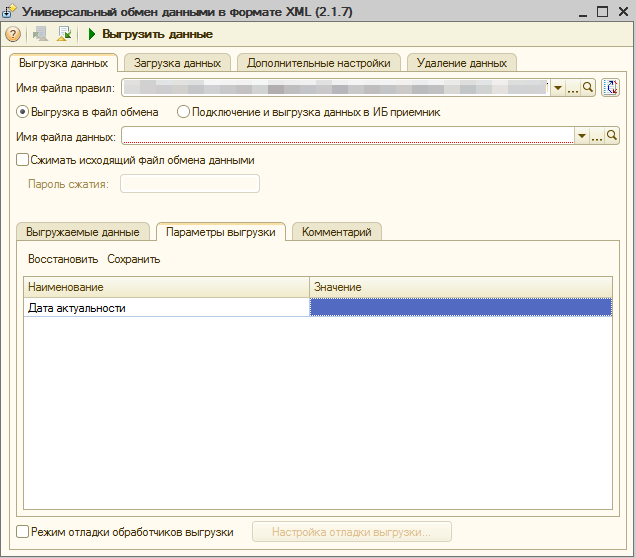 Универсальный обмен данными в формате XML (2.1.7)
Выгрузить данные
Выгрузка данных Загрузка данных Дополнительные настройки Удаление данных
Имя файла правил:
Выгрузка в файл обмена Подключение и выгрузка данных в ИБ приемник
Имя файла данных:
Сжимать исходящий файл обмена данными
Пароль сжатия:
Выгружаемые данные Параметры выгрузки Комментарий
Восстановить Сохранить
Наименование Значение
Дата актуальности
Режим отладки обработчиков выгрузки Настройка отладки выгрузки...